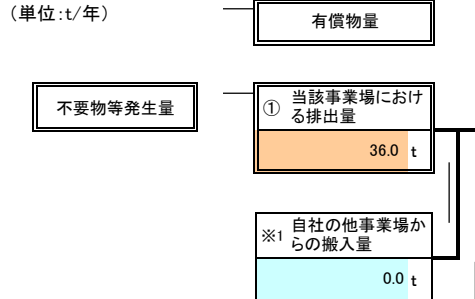 （単位:t/年）
有償物量
不要物等発生量
① 当該事業場におけ
る排出量
36.0 t
※1 自社の他事業場か
らの搬入量
0.0 t